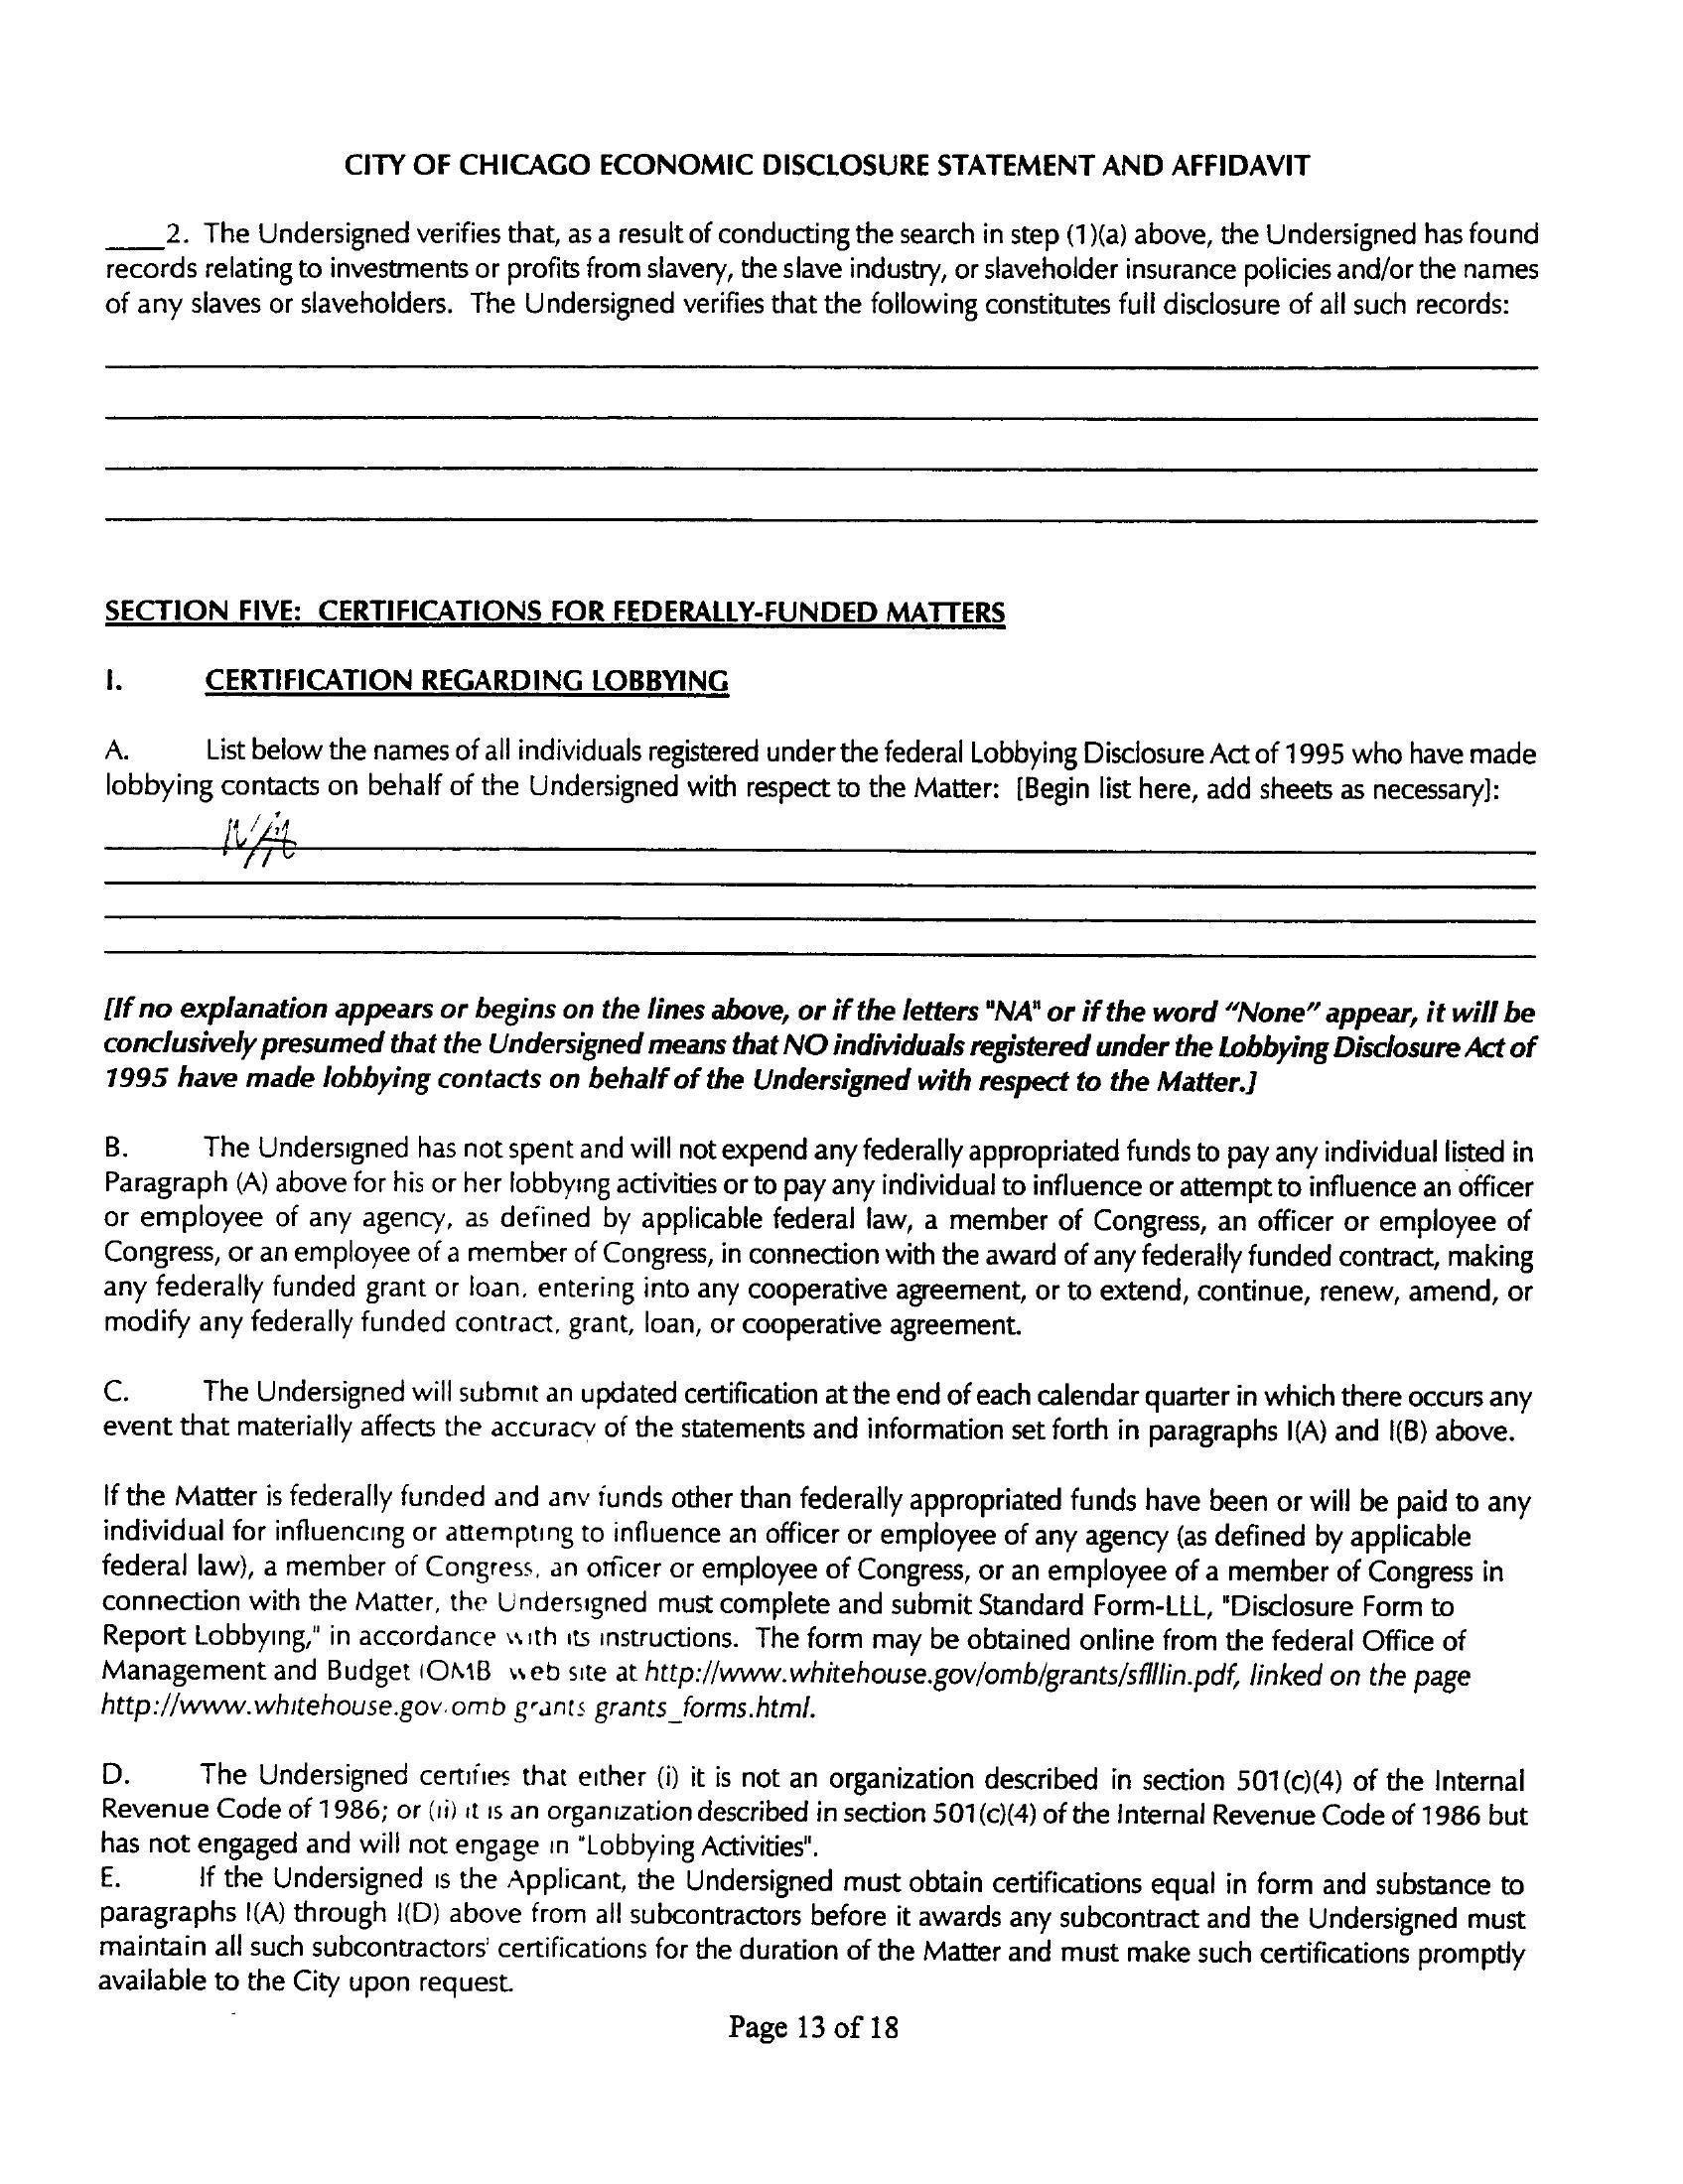 CITY OF CHICAGO ECONOMIC DISCLOSURE STATEMENT AND AFFIDAVIT
____2. The Undersigned verifies that, as a result of conducting the search in step (1)(a) above, the Undersigned has found
records relating to investments or profits from slavery, the slave industry, or slaveholder insurance policies and/or the names
of any slaves or slaveholders. The Undersigned verifies that the following constitutes full disclosure of all such records:
SECTION FIVE: CERTIFICATIONS FOR FEDERALLY-FUNDED MATTERS
I. CERTIFICATION REGARDING LOBBYING
A. List below the names of all individuals registered under the federal Lobbying Disclosure Act of 1995 who have made
lobbying contacts on behalf of the Undersigned with respect to the Matter: [Begin list here, add sheets as necessary]:
N/A
[If no explanation appears or begins on the lines above, or if the letters "NA" or if the word “None” appear, it will be
conclusively presumed that the Undersigned means that NO individuals registered under the Lobbying Disclosure Act of
1995 have made lobbying contacts on behalf of the Undersigned with respect to the Matter.]
B. The Undersigned has not spent and will not expend any federally appropriated funds to pay any individual listed in
Paragraph (A) above for his or her lobbying activities or to pay any individual to influence or attempt to influence an officer
or employee of any agency, as defined by applicable federal law, a member of Congress, an officer or employee of
Congress, or an employee of a member of Congress, in connection with the award of any federally funded contract, making
any federally funded grant or loan, entering into any cooperative agreement, or to extend, continue, renew, amend, or
modify any federally funded contract, grant, loan, or cooperative agreement.
C. The Undersigned will submit an updated certification at the end of each calendar quarter in which there occurs any
event that materially affects the accuracy of the statements and information set forth in paragraphs I(A) and I(B) above.
If the Matter is federally funded and any funds other than federally appropriated funds have been or will be paid to any
individual for influencing or attempting to influence an officer or employee of any agency (as defined by applicable
federal law), a member of Congress, an officer or employee of Congress, or an employee of a member of Congress in
connection with the Matter, the Undersigned must complete and submit Standard Form-LLL, "Disclosure Form to
Report Lobbying," in accordance with its instructions. The form may be obtained online from the federal Office of
Management and Budget (OMB web site at http://www.whitehouse.gov/omb/grants/sflllin.pdf, linked on the page
http://www.whitehouse.gov.omb grants grants_forms.html.
D. The Undersigned certifies that either (i) it is not an organization described in section 501(c)(4) of the Internal
Revenue Code of 1986; or (ii) it is an organization described in section 501(c)(4) of the Internal Revenue Code of 1986 but
has not engaged and will not engage in "Lobbying Activities".
E. If the Undersigned is the Applicant, the Undersigned must obtain certifications equal in form and substance to
paragraphs I(A) through I(D) above from all subcontractors before it awards any subcontract and the Undersigned must
maintain all such subcontractors' certifications for the duration of the Matter and must make such certifications promptly
available to the City upon request.
Page 13 of 18